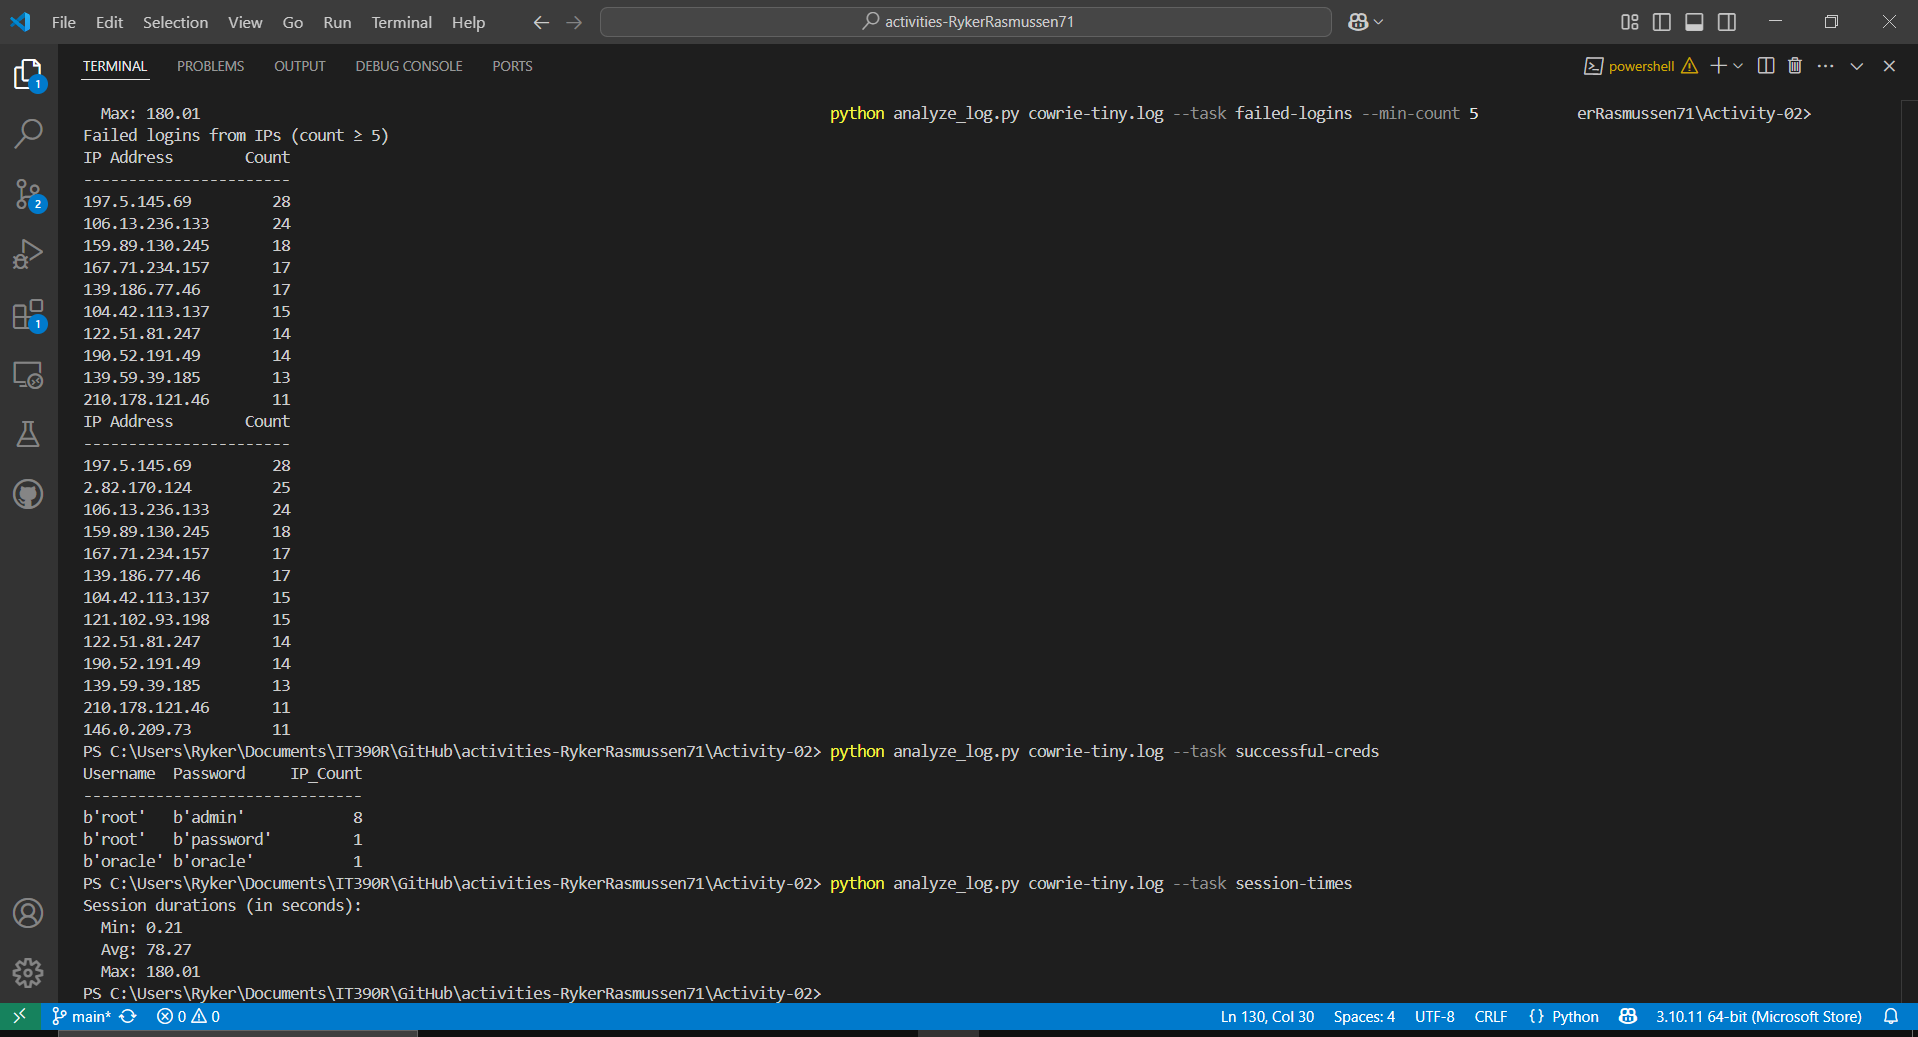 File Edit Selection View Go Run Terminal Help activities-RykerRasmussen71
TERMINAL PROBLEMS OUTPUT DEBUG CONSOLE PORTS powershell
1
2
1
  Max: 180.01 python analyze_log.py cowrie-tiny.log --task failed-logins --min-count 5 erRasmussen71\Activity-02>
Failed logins from IPs (count ≥ 5)
IP Address        Count
-----------------------
197.5.145.69         28
106.13.236.133       24
159.89.130.245       18
167.71.234.157       17
139.186.77.46        17
104.42.113.137       15
122.51.81.247        14
190.52.191.49        14
139.59.39.185        13
210.178.121.46       11
IP Address        Count
-----------------------
197.5.145.69         28
2.82.170.124         25
106.13.236.133       24
159.89.130.245       18
167.71.234.157       17
139.186.77.46        17
104.42.113.137       15
121.102.93.198       15
122.51.81.247        14
190.52.191.49        14
139.59.39.185        13
210.178.121.46       11
146.0.209.73         11
PS C:\Users\Ryker\Documents\IT390R\GitHub\activities-RykerRasmussen71\Activity-02> python analyze_log.py cowrie-tiny.log --task successful-creds
Username  Password     IP_Count
-------------------------------
b'root'   b'admin'            8
b'root'   b'password'         1
b'oracle' b'oracle'           1
PS C:\Users\Ryker\Documents\IT390R\GitHub\activities-RykerRasmussen71\Activity-02> python analyze_log.py cowrie-tiny.log --task session-times
Session durations (in seconds):
  Min: 0.21
  Avg: 78.27
  Max: 180.01
PS C:\Users\Ryker\Documents\IT390R\GitHub\activities-RykerRasmussen71\Activity-02>
main* 0 0 Ln 130, Col 30 Spaces: 4 UTF-8 CRLF {} Python 3.10.11 64-bit (Microsoft Store)